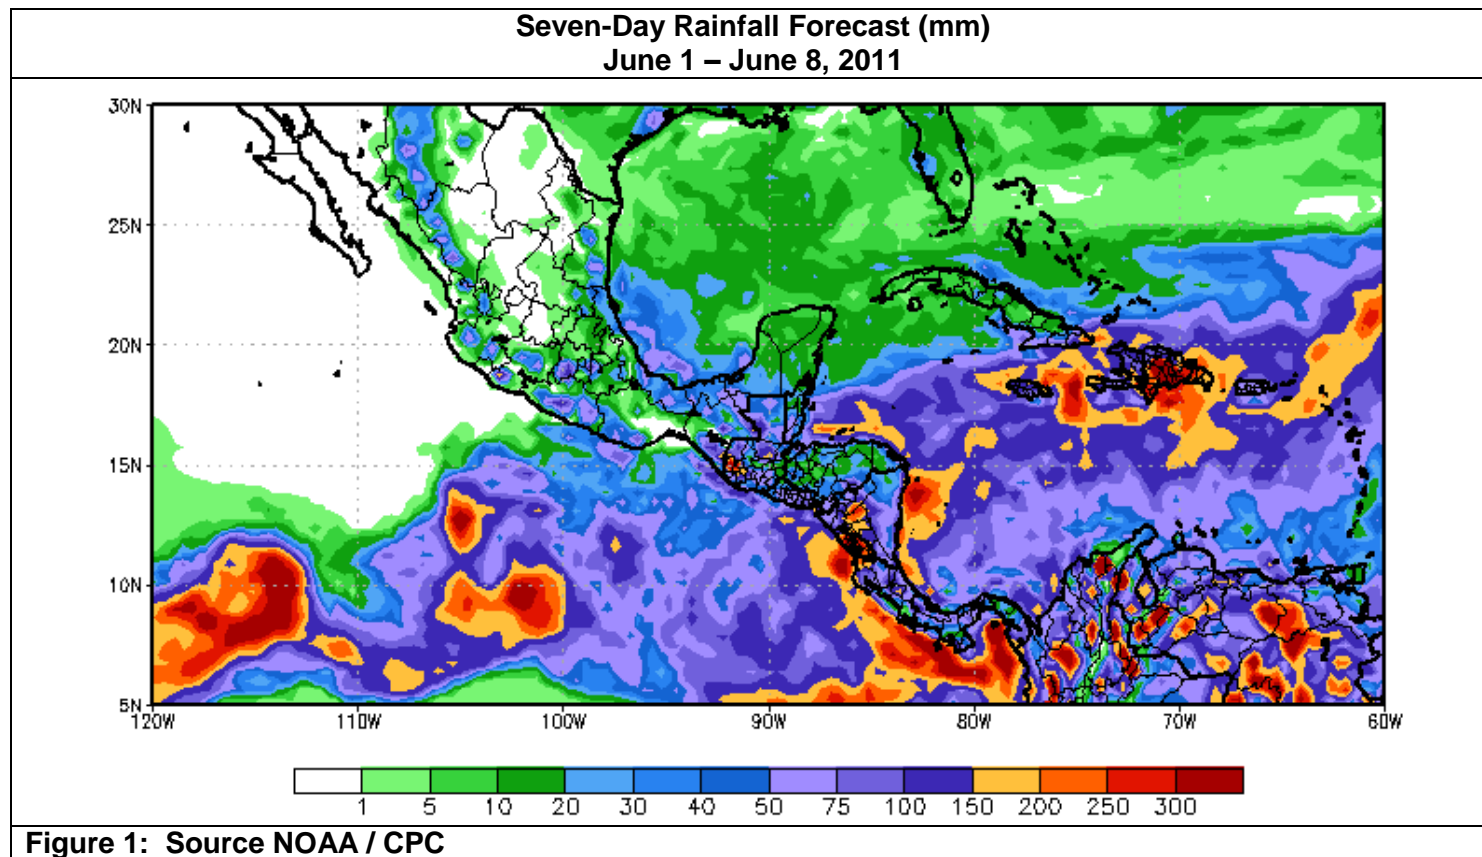 Seven-Day Rainfall Forecast (mm)
June 1 – June 8, 2011
30N
25N
20N
15N
10N
5N
120W 110W 100W 90W 80W 70W 60W
1 5 10 20 30 40 50 75 100 150 200 250 300
Figure 1: Source NOAA / CPC